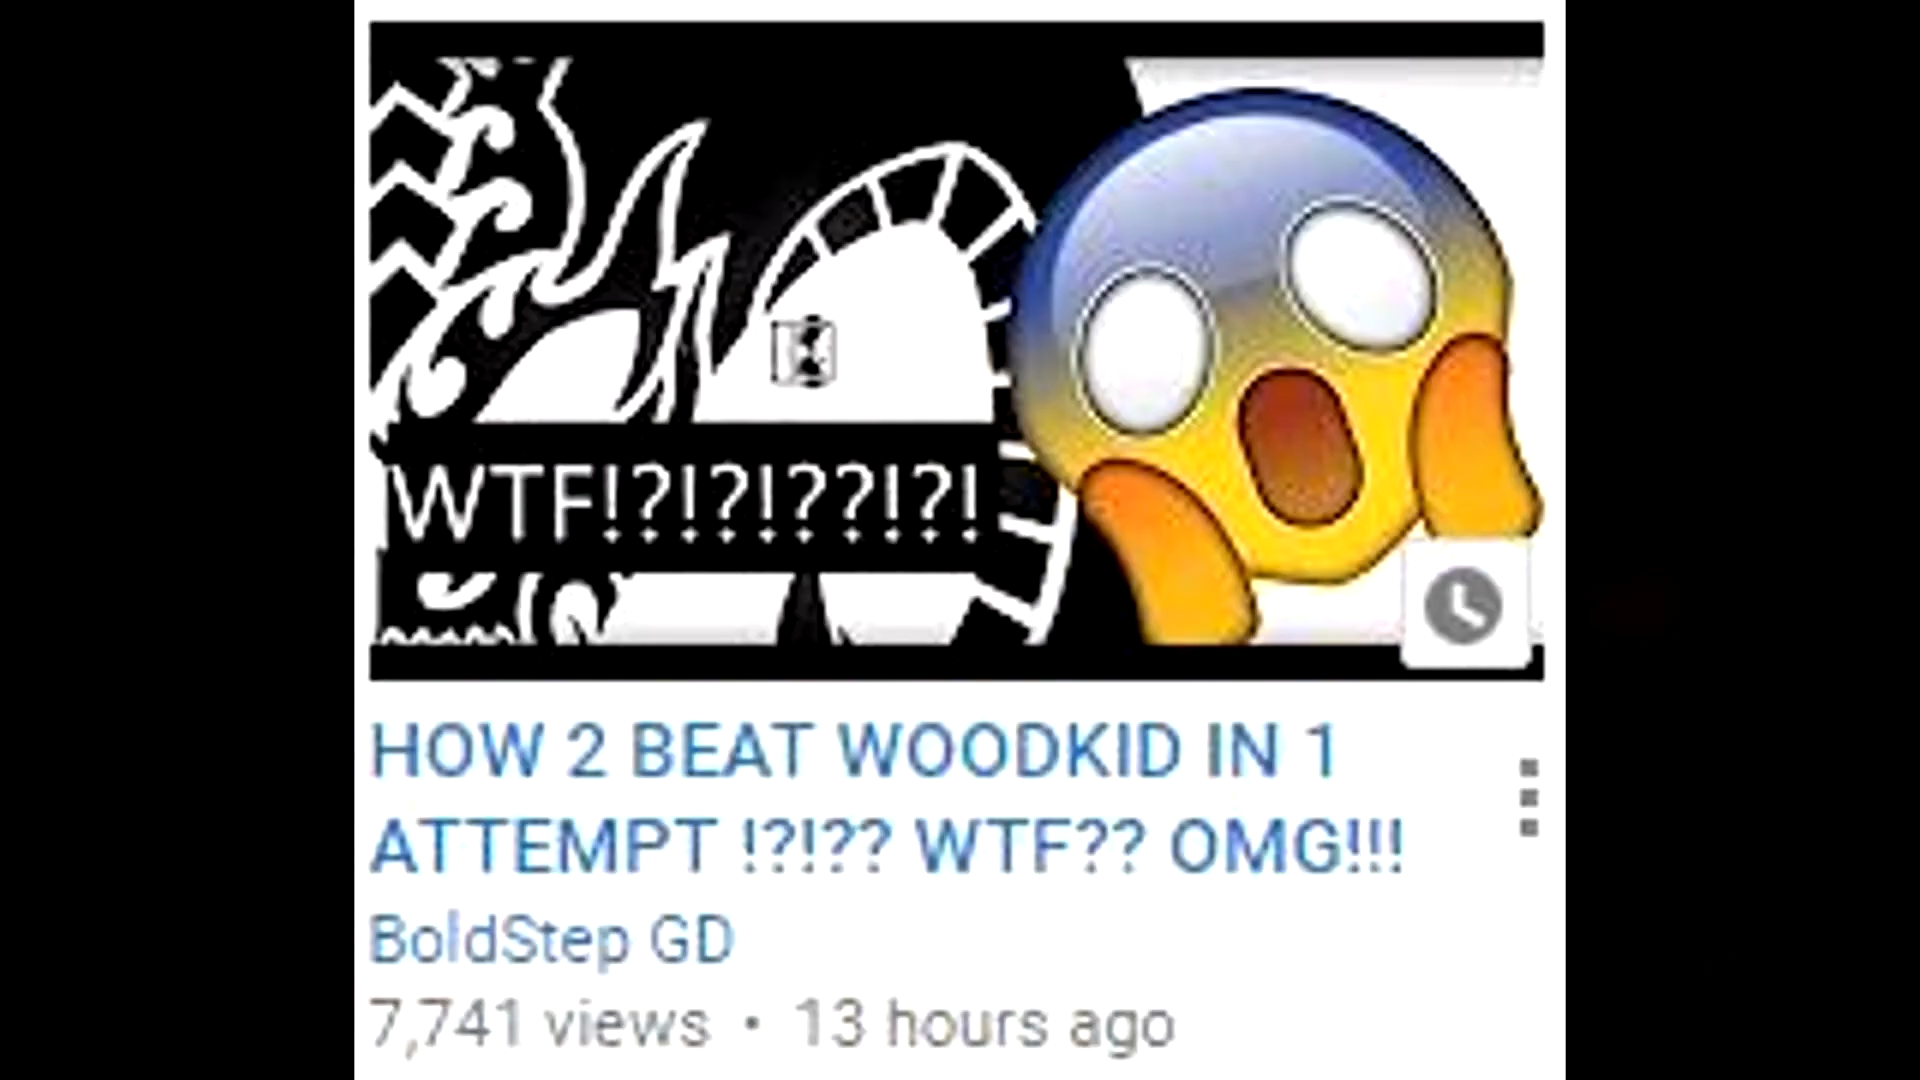 WTF!?!?!??!?!
HOW 2 BEAT WOODKID IN 1
ATTEMPT !?!?? WTF?? OMG!!!
BoldStep GD
7,741 views • 13 hours ago